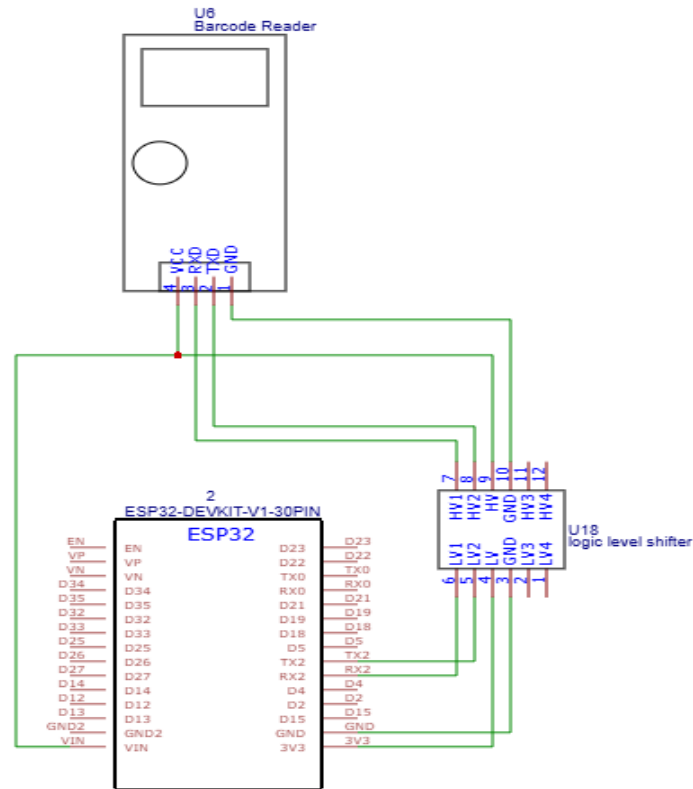 U6
Barcode Reader
VCC
RXD
TXD
GND
4
3
2
1
7
8
9
10
11
12
HV1
HV2
HV
GND
HV3
HV4
LV1
LV2
LV
GND
LV3
LV4
6
5
4
3
2
1
U18
logic level shifter
2
ESP32-DEVKIT-V1-30PIN
ESP32
EN EN D23 D23
VP VP D22 D22
VN VN TX0 TX0
D34 D34 RX0 RX0
D35 D35 D21 D21
D32 D32 D19 D19
D33 D33 D18 D18
D25 D25 D5 D5
D26 D26 TX2 TX2
D27 D27 RX2 RX2
D14 D14 D4 D4
D12 D12 D2 D2
D13 D13 D15 D15
GND2 GND2 GND GND
VIN VIN 3V3 3V3